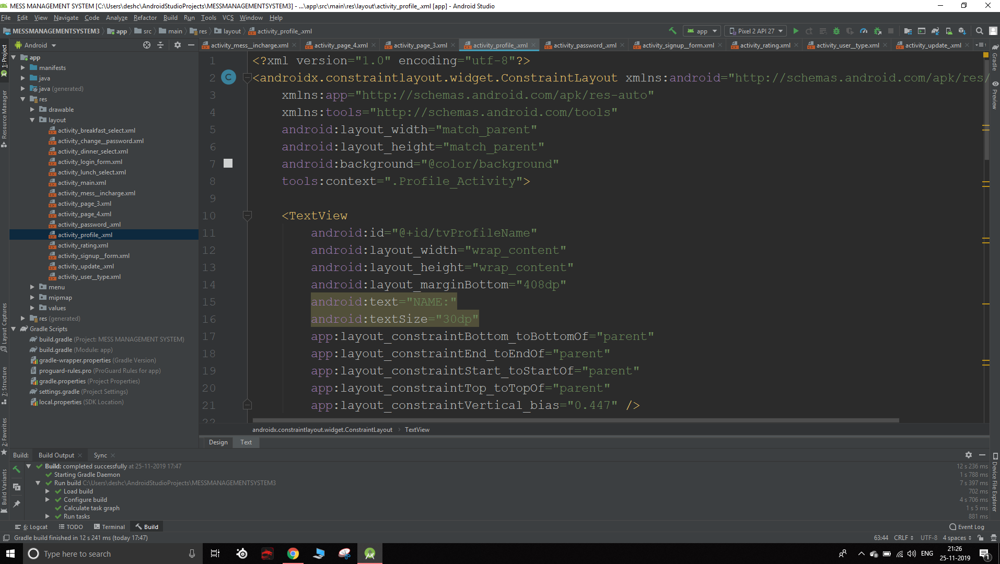 MESS MANAGEMENT SYSTEM [C:\Users\deshc\AndroidStudioProjects\MESSMANAGEMENTSYSTEM3] - ...\app\src\main\res\layout\activity_profile_.xml [app] - Android Studio
File Edit View Navigate Code Analyze Refactor Build Run Tools VCS Window Help
MESSMANAGEMENTSYSTEM3 app src main res layout activity_profile_.xml
app Pixel 2 API 27
Android
activity_mess__incharge.xml activity_page_4.xml activity_page_3.xml activity_profile_.xml activity_password_.xml activity_signup__form.xml activity_rating.xml activity_user__type.xml activity_update_.xml
1: Project
Resource Manager
Layout Captures
7: Structure
2: Favorites
Build Variants
app
manifests
java
java (generated)
res
drawable
layout
activity_breakfast_select.xml
activity_change__password.xml
activity_dinner_select.xml
activity_login_form.xml
activity_lunch_select.xml
activity_main.xml
activity_mess__incharge.xml
activity_page_3.xml
activity_page_4.xml
activity_password_.xml
activity_profile_.xml
activity_rating.xml
activity_signup__form.xml
activity_update_.xml
activity_user__type.xml
menu
mipmap
values
res (generated)
Gradle Scripts
build.gradle (Project: MESS MANAGEMENT SYSTEM)
build.gradle (Module: app)
gradle-wrapper.properties (Gradle Version)
proguard-rules.pro (ProGuard Rules for app)
gradle.properties (Project Properties)
settings.gradle (Project Settings)
local.properties (SDK Location)
1 <?xml version="1.0" encoding="utf-8"?>
2 C <androidx.constraintlayout.widget.ConstraintLayout xmlns:android="http://schemas.android.com/apk/res/
3 xmlns:app="http://schemas.android.com/apk/res-auto"
4 xmlns:tools="http://schemas.android.com/tools"
5 android:layout_width="match_parent"
6 android:layout_height="match_parent"
7 android:background="@color/background"
8 tools:context=".Profile_Activity">
9
10 <TextView
11 android:id="@+id/tvProfileName"
12 android:layout_width="wrap_content"
13 android:layout_height="wrap_content"
14 android:layout_marginBottom="408dp"
15 android:text="NAME:"
16 android:textSize="30dp"
17 app:layout_constraintBottom_toBottomOf="parent"
18 app:layout_constraintEnd_toEndOf="parent"
19 app:layout_constraintStart_toStartOf="parent"
20 app:layout_constraintTop_toTopOf="parent"
21 app:layout_constraintVertical_bias="0.447" />
22
androidx.constraintlayout.widget.ConstraintLayout TextView
Design Text
Gradle
Preview
Device File Explorer
Build: Build Output Sync
Build: completed successfully at 25-11-2019 17:47 12 s 236 ms
Starting Gradle Daemon 1 s 788 ms
Run build C:\Users\deshc\AndroidStudioProjects\MESSMANAGEMENTSYSTEM3 7 s 397 ms
Load build 702 ms
Configure build 4 s 706 ms
Calculate task graph 1 s 5 ms
Run tasks 881 ms
6: Logcat TODO Terminal Build Event Log
Gradle build finished in 12 s 241 ms (today 17:47) 63:44 CRLF UTF-8 4 spaces
Type here to search ENG 21:26
25-11-2019 1